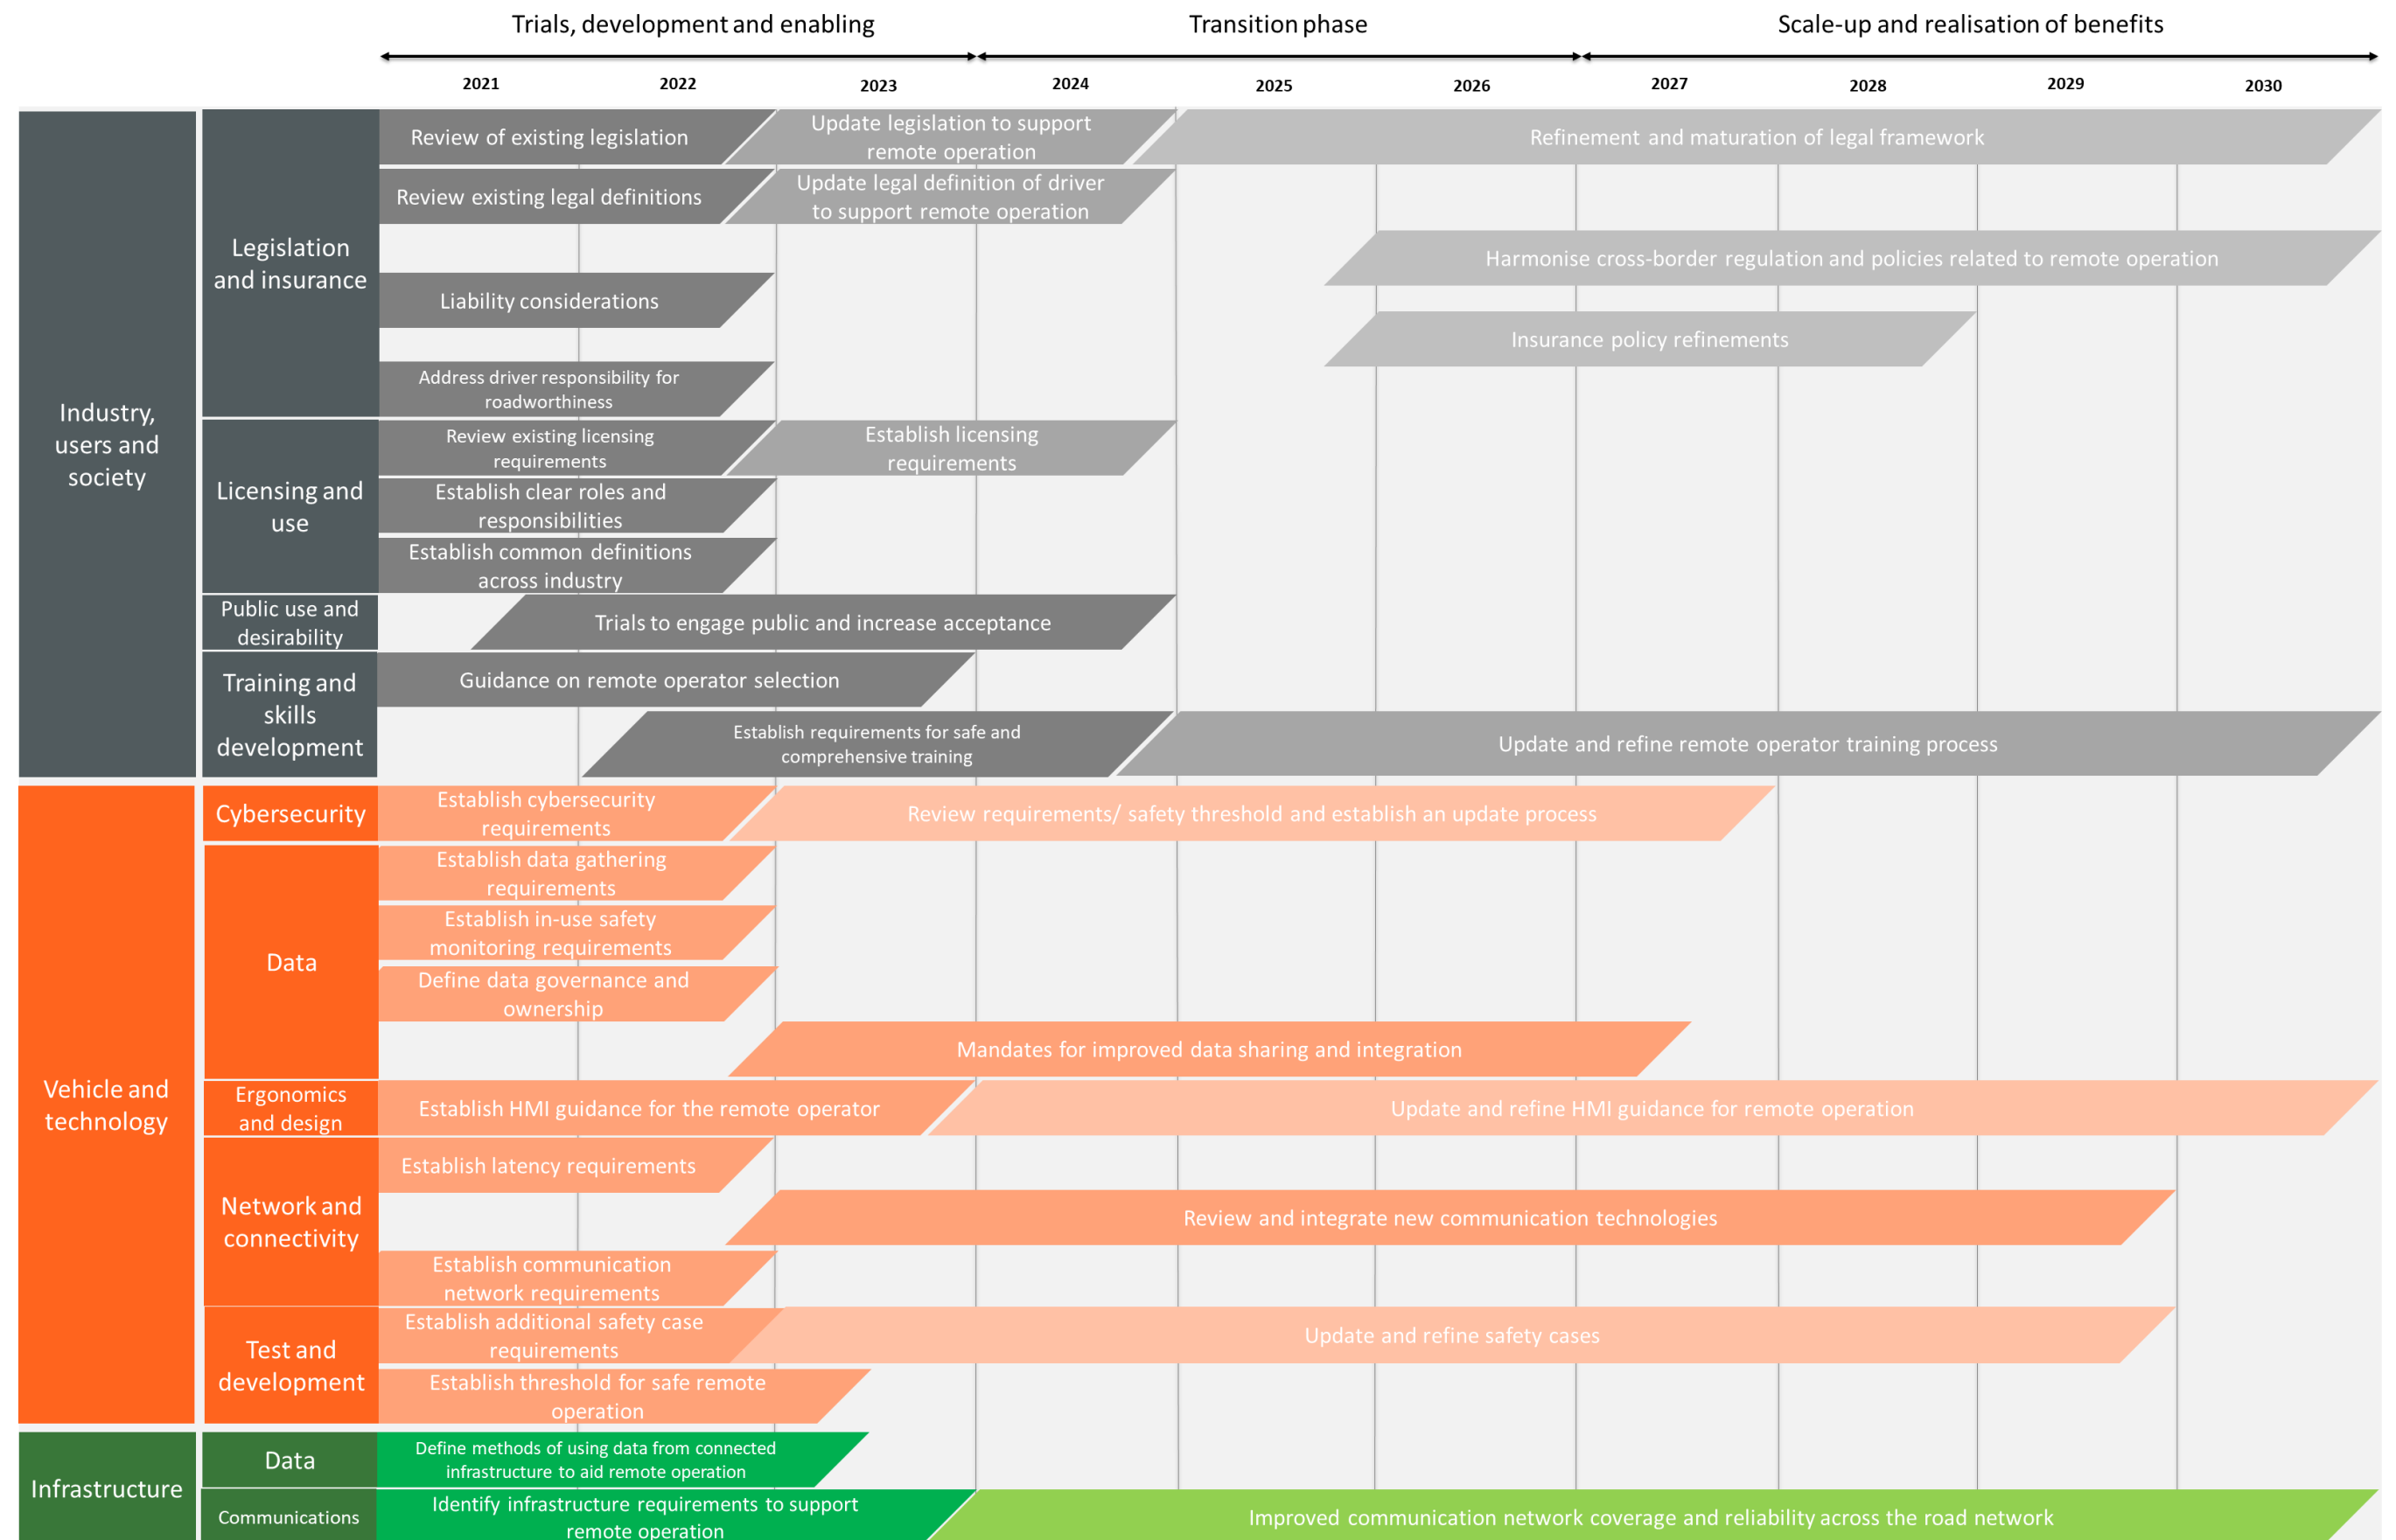 Trials, development and enabling
Transition phase
Scale-up and realisation of benefits
2021
2022
2023
2024
2025
2026
2027
2028
2029
2030
Industry,
users and
society
Legislation
and insurance
Review of existing legislation
Update legislation to support
remote operation
Refinement and maturation of legal framework
Review existing legal definitions
Update legal definition of driver
to support remote operation
Harmonise cross-border regulation and policies related to remote operation
Liability considerations
Insurance policy refinements
Address driver responsibility for
roadworthiness
Licensing and
use
Review existing licensing
requirements
Establish licensing
requirements
Establish clear roles and
responsibilities
Establish common definitions
across industry
Public use and
desirability
Trials to engage public and increase acceptance
Training and
skills
development
Guidance on remote operator selection
Establish requirements for safe and
comprehensive training
Update and refine remote operator training process
Vehicle and
technology
Cybersecurity
Establish cybersecurity
requirements
Review requirements/ safety threshold and establish an update process
Data
Establish data gathering
requirements
Establish in-use safety
monitoring requirements
Define data governance and
ownership
Mandates for improved data sharing and integration
Ergonomics
and design
Establish HMI guidance for the remote operator
Update and refine HMI guidance for remote operation
Network and
connectivity
Establish latency requirements
Review and integrate new communication technologies
Establish communication
network requirements
Test and
development
Establish additional safety case
requirements
Update and refine safety cases
Establish threshold for safe remote
operation
Infrastructure
Data
Define methods of using data from connected
infrastructure to aid remote operation
Communications
Identify infrastructure requirements to support
remote operation
Improved communication network coverage and reliability across the road network